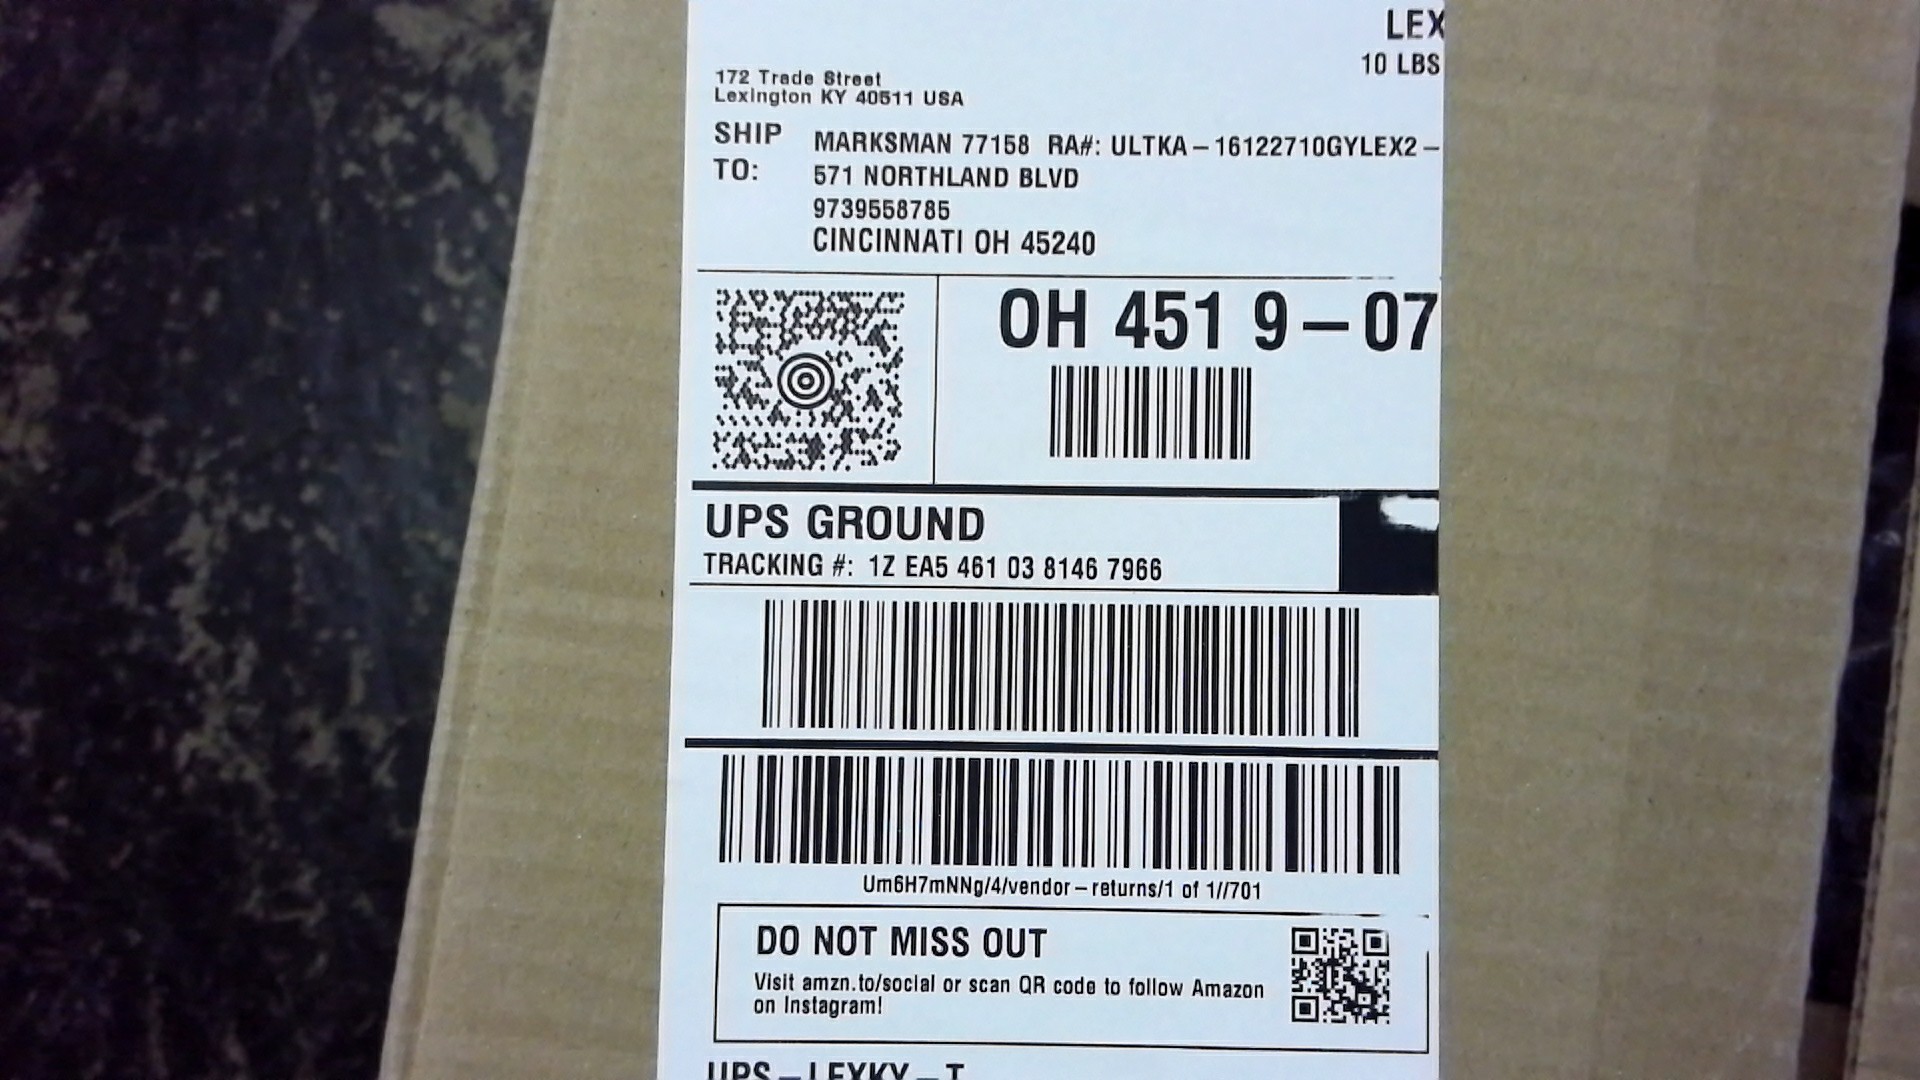 LEX
10 LBS
172 Trade Street
Lexington KY 40511 USA
SHIP TO:
MARKSMAN 77158 RA#: ULTKA-16122710GYLEX2-
571 NORTHLAND BLVD
9739558785
CINCINNATI OH 45240
OH 451 9-07
UPS GROUND
TRACKING #: 1Z EA5 461 03 8146 7966
Um6H7mNNg/4/vendor-returns/1 of 1//701
DO NOT MISS OUT
Visit amzn.to/social or scan QR code to follow Amazon
on Instagram!
UPS-LEXKY-T